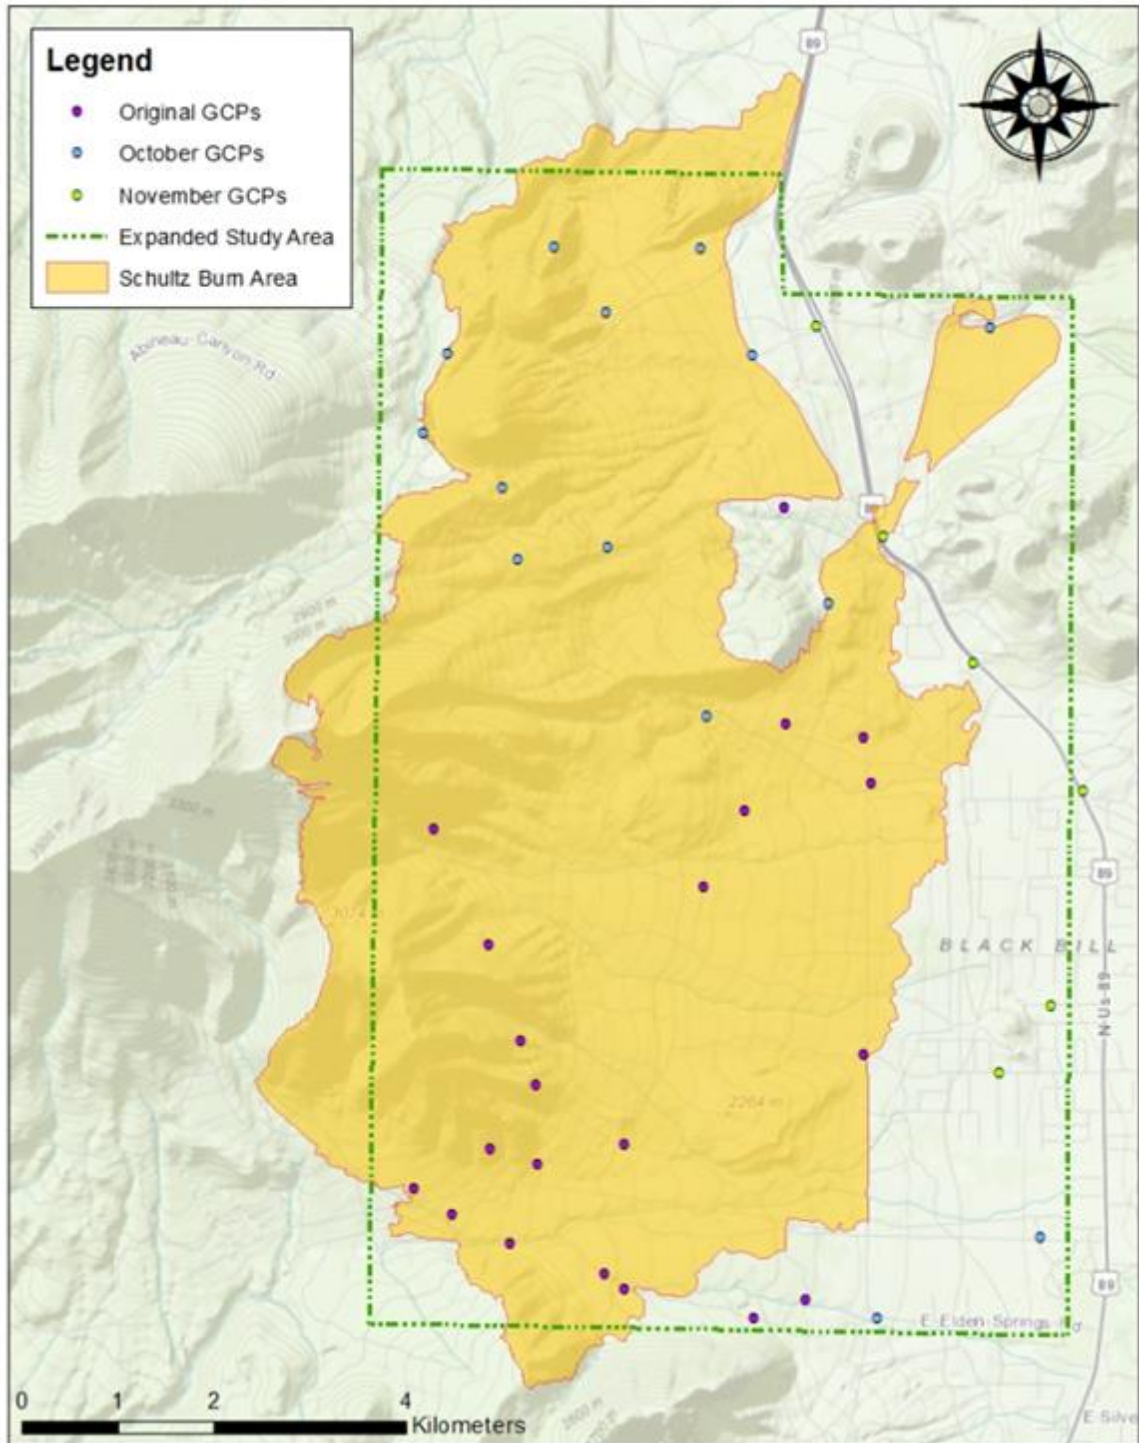 Legend
Original GCPs
October GCPs
November GCPs
Expanded Study Area
Schultz Burn Area
89
2200 m
Abineau-Canyon Rd
89
2900 m
3300 m
3074 m
89
BLACK BILL
N-Us-89
2264 m
89
E-Elden-Springs-Rd
0 1 2 4
Kilometers
E Silve